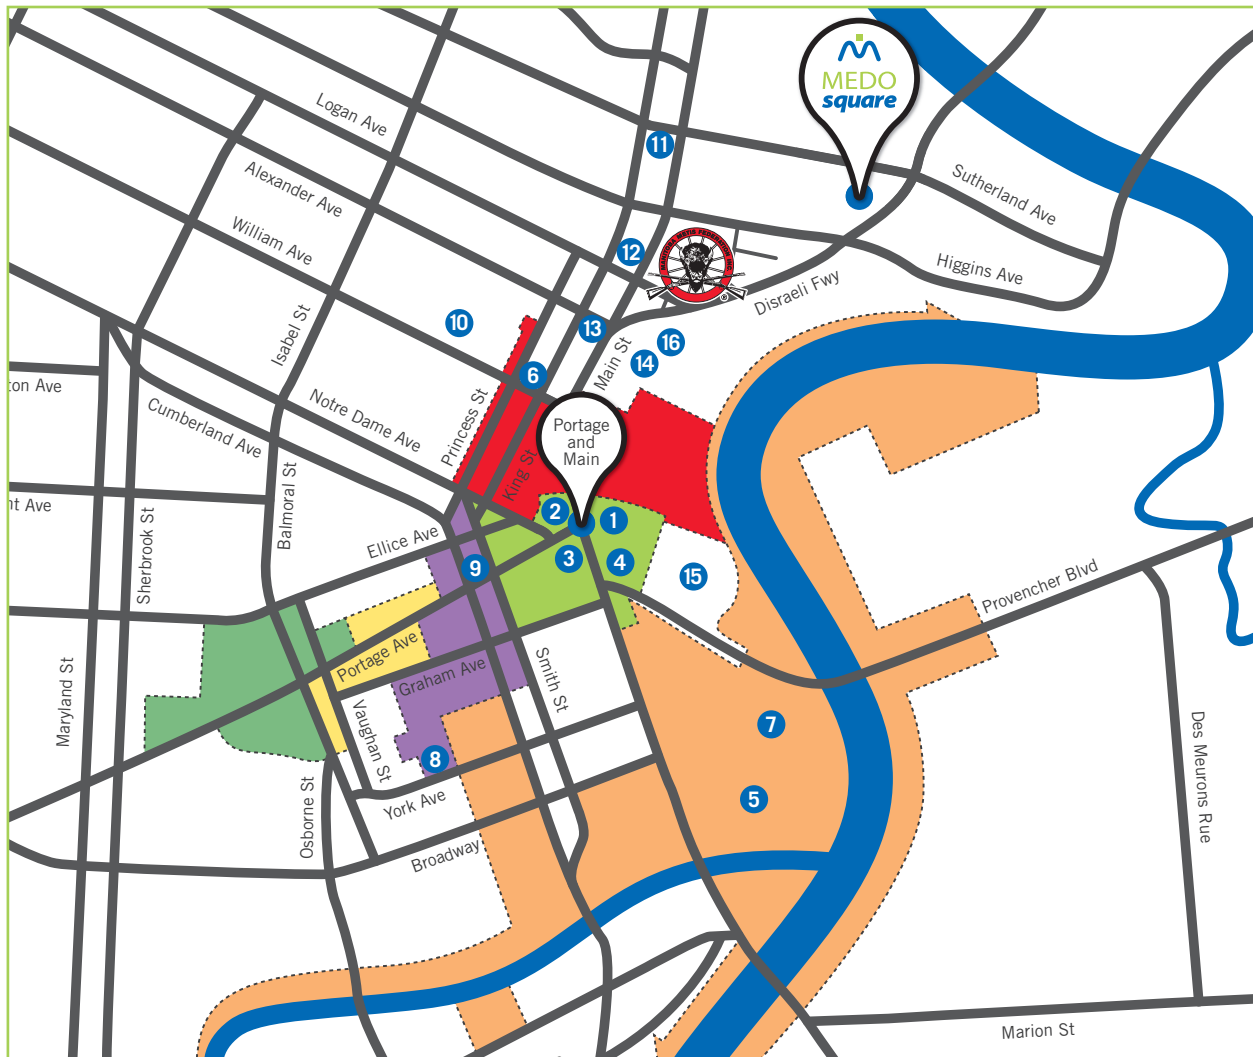 MEDO
square
Logan Ave
11
Sutherland Ave
Alexander Ave
William Ave
12
MANITOBA METIS FEDERATION INC.
®
Higgins Ave
Disraeli Fwy
Isabel St
10
13
16
Main St
14
6
ton Ave
Cumberland Ave
Notre Dame Ave
Princess St
Portage
and
Main
King St
Balmoral St
nt Ave
2
1
Ellice Ave
3
4
9
15
Sherbrook St
Provencher Blvd
Portage Ave
Graham Ave
Smith St
Maryland St
Vaughan St
7
Des Meurons Rue
8
York Ave
5
Osborne St
Broadway
Marion St